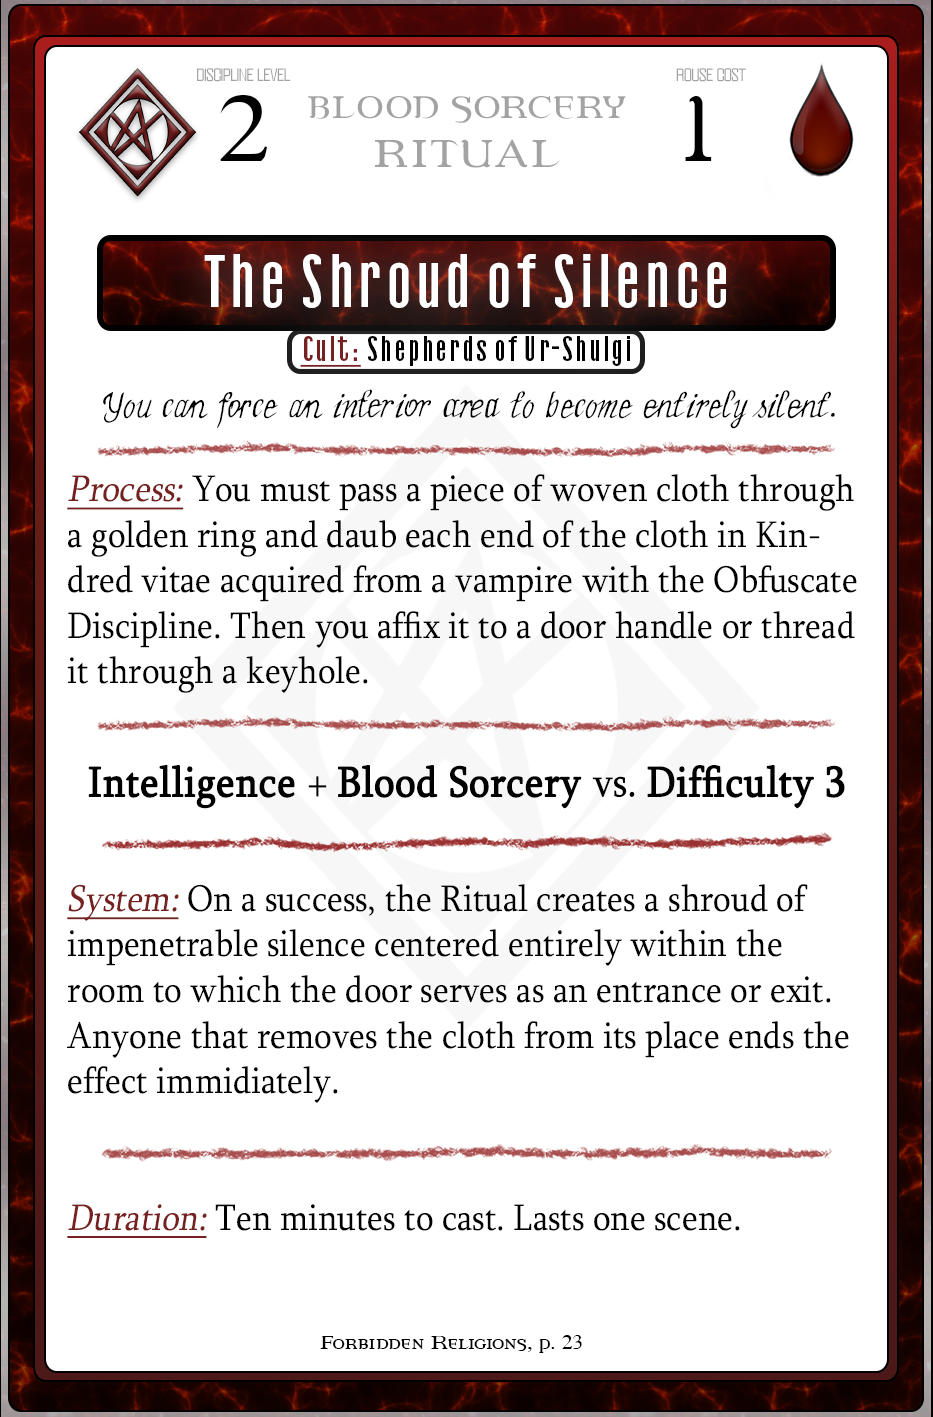 DISCIPLINE LEVEL
2
BLOOD SORCERY
RITUAL
ROUSE COST
1
The Shroud of Silence
Cult: Shepherds of Ur-Shulgi
You can force an interior area to become entirely silent.
Process: You must pass a piece of woven cloth through
a golden ring and daub each end of the cloth in Kin-
dred vitae acquired from a vampire with the Obfuscate
Discipline. Then you affix it to a door handle or thread
it through a keyhole.
Intelligence + Blood Sorcery vs. Difficulty 3
System: On a success, the Ritual creates a shroud of
impenetrable silence centered entirely within the
room to which the door serves as an entrance or exit.
Anyone that removes the cloth from its place ends the
effect immidiately.
Duration: Ten minutes to cast. Lasts one scene.
Forbidden Religions, p. 23